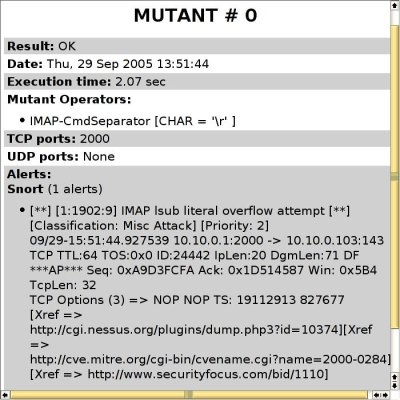 MUTANT # 0
Result: OK
Date: Thu, 29 Sep 2005 13:51:44
Execution time: 2.07 sec
Mutant Operators:
• IMAP-CmdSeparator [CHAR = '\r' ]
TCP ports: 2000
UDP ports: None
Alerts:
Snort (1 alerts)
• [**] [1:1902:9] IMAP lsub literal overflow attempt [**]
[Classification: Misc Attack] [Priority: 2]
09/29-15:51:44.927539 10.10.0.1:2000 -> 10.10.0.103:143
TCP TTL:64 TOS:0x0 ID:24442 IpLen:20 DgmLen:71 DF
***AP*** Seq: 0xA9D3FCFA Ack: 0x1D514587 Win: 0x5B4
TcpLen: 32
TCP Options (3) => NOP NOP TS: 19112913 827677
[Xref =>
http://cgi.nessus.org/plugins/dump.php3?id=10374][Xref
=>
http://cve.mitre.org/cgi-bin/cvename.cgi?name=2000-0284]
[Xref => http://www.securityfocus.com/bid/1110]